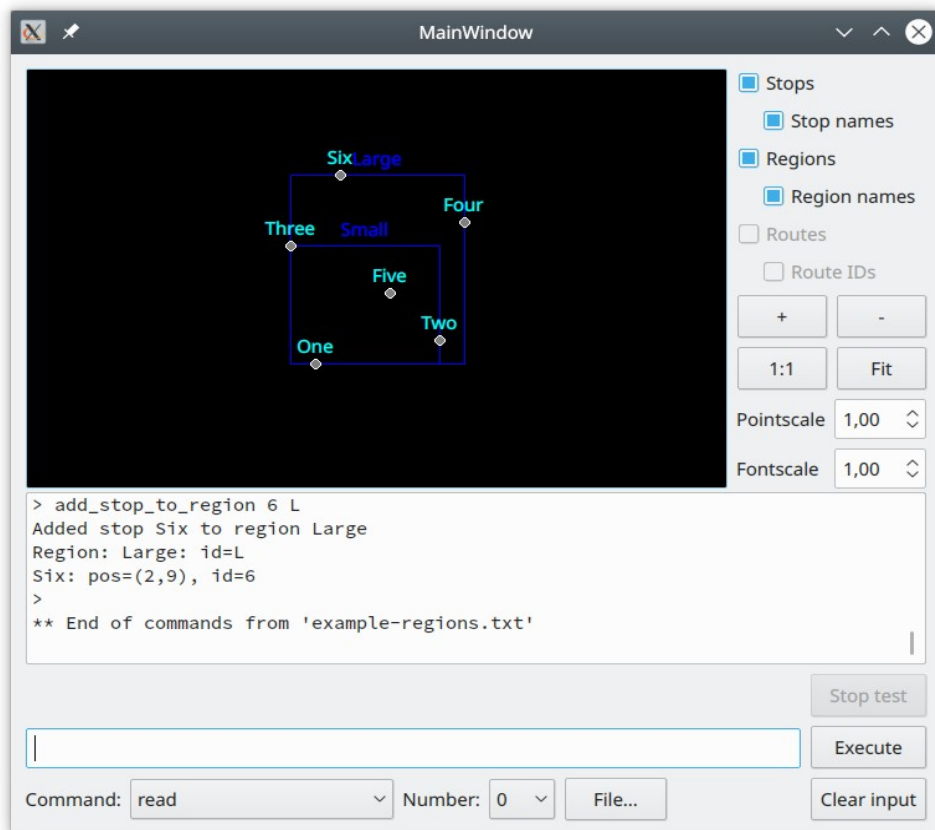 MainWindow
Stops
Stop names
Regions
Region names
Routes
Route IDs
+ -
1:1 Fit
Pointscale 1,00
Fontscale 1,00
SixLarge
Four
Three Small
Five
Two
One
> add_stop_to_region 6 L
Added stop Six to region Large
Region: Large: id=L
Six: pos=(2,9), id=6
>
** End of commands from 'example-regions.txt'
Stop test
Execute
Command: read Number: 0 File... Clear input